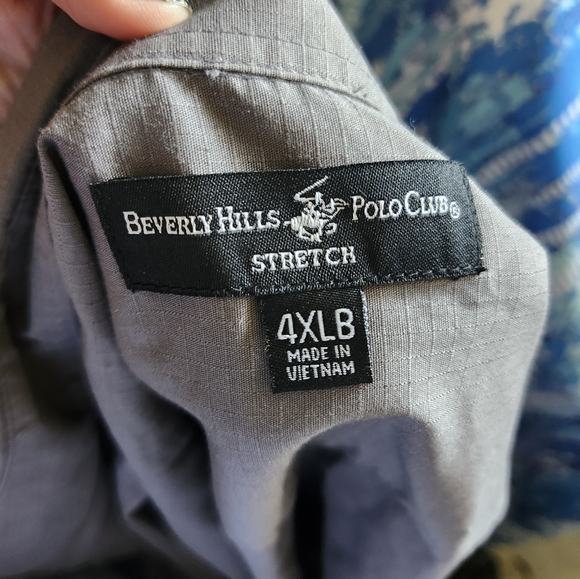 BEVERLY HILLS POLO CLUB®
STRETCH
4XLB
MADE IN
VIETNAM